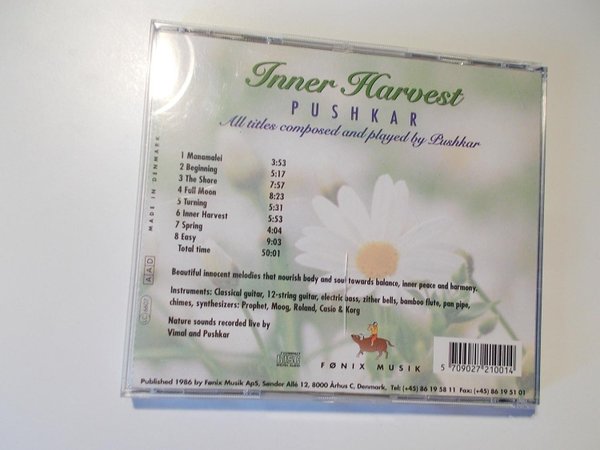 Inner Harvest
PUSHKAR
All titles composed and played by Pushkar
1 Manamalei 3:53
2 Beginning 5:17
3 The Shore 7:57
4 Full Moon 8:23
5 Turning 5:31
6 Inner Harvest 5:53
7 Spring 4:04
8 Easy 9:03
Total time 50:01
Beautiful innocent melodies that nourish body and soul towards balance, inner peace and harmony.
Instruments: Classical guitar, 12-string guitar, electric bass, zither bells, bamboo flute, pan pipe,
chimes, synthesizers: Prophet, Moog, Roland, Casio & Korg
Nature sounds recorded live by
Vimal and Pushkar
MADE IN DENMARK
AAD
FØNIX MUSIK
5 709027 210014
Published 1986 by Fønix Musik ApS, Sønder Allé 12, 8000 Århus C, Denmark. Tel: (+45) 86 19 58 11 Fax: (+45) 86 19 51 01